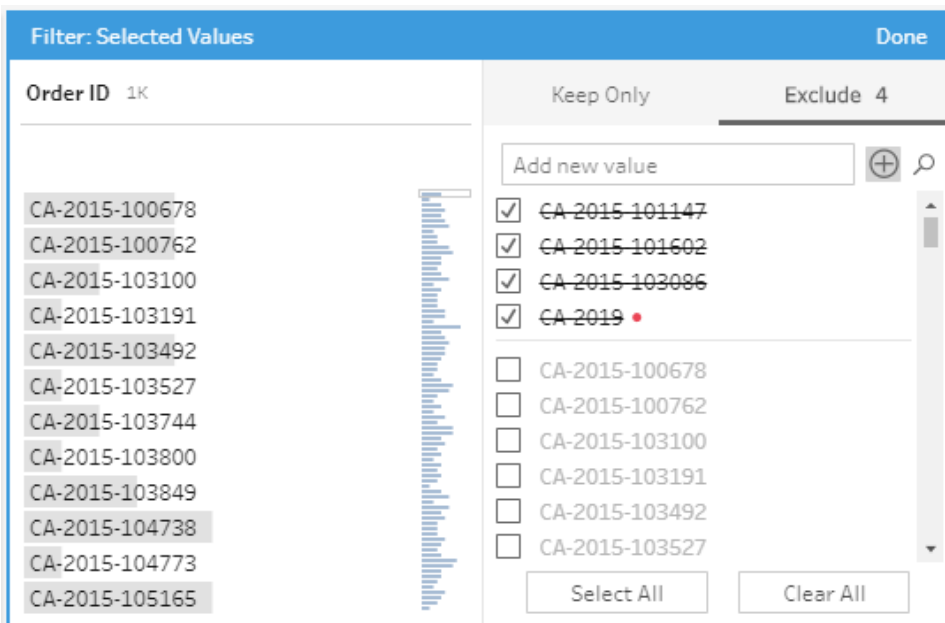 Filter: Selected Values Done
Order ID 1K
CA-2015-100678
CA-2015-100762
CA-2015-103100
CA-2015-103191
CA-2015-103492
CA-2015-103527
CA-2015-103744
CA-2015-103800
CA-2015-103849
CA-2015-104738
CA-2015-104773
CA-2015-105165
Keep Only Exclude 4
Add new value
CA-2015-101147
CA-2015-101602
CA-2015-103086
CA-2019
CA-2015-100678
CA-2015-100762
CA-2015-103100
CA-2015-103191
CA-2015-103492
CA-2015-103527
Select All Clear All